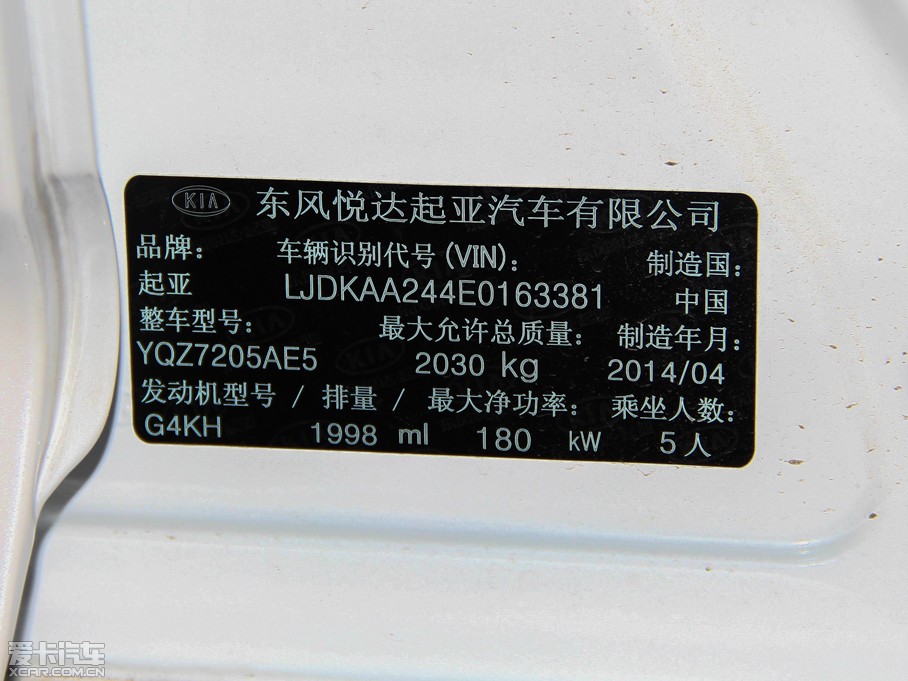 KIA 东风悦达起亚汽车有限公司
品牌： 车辆识别代号(VIN)： 制造国：
起亚 LJDKAA244E0163381 中国
整车型号： 最大允许总质量： 制造年月：
YQZ7205AE5 2030 kg 2014/04
发动机型号 / 排量 / 最大净功率： 乘坐人数：
G4KH 1998 ml 180 kW 5人
爱卡汽车
XCAR.COM.CN